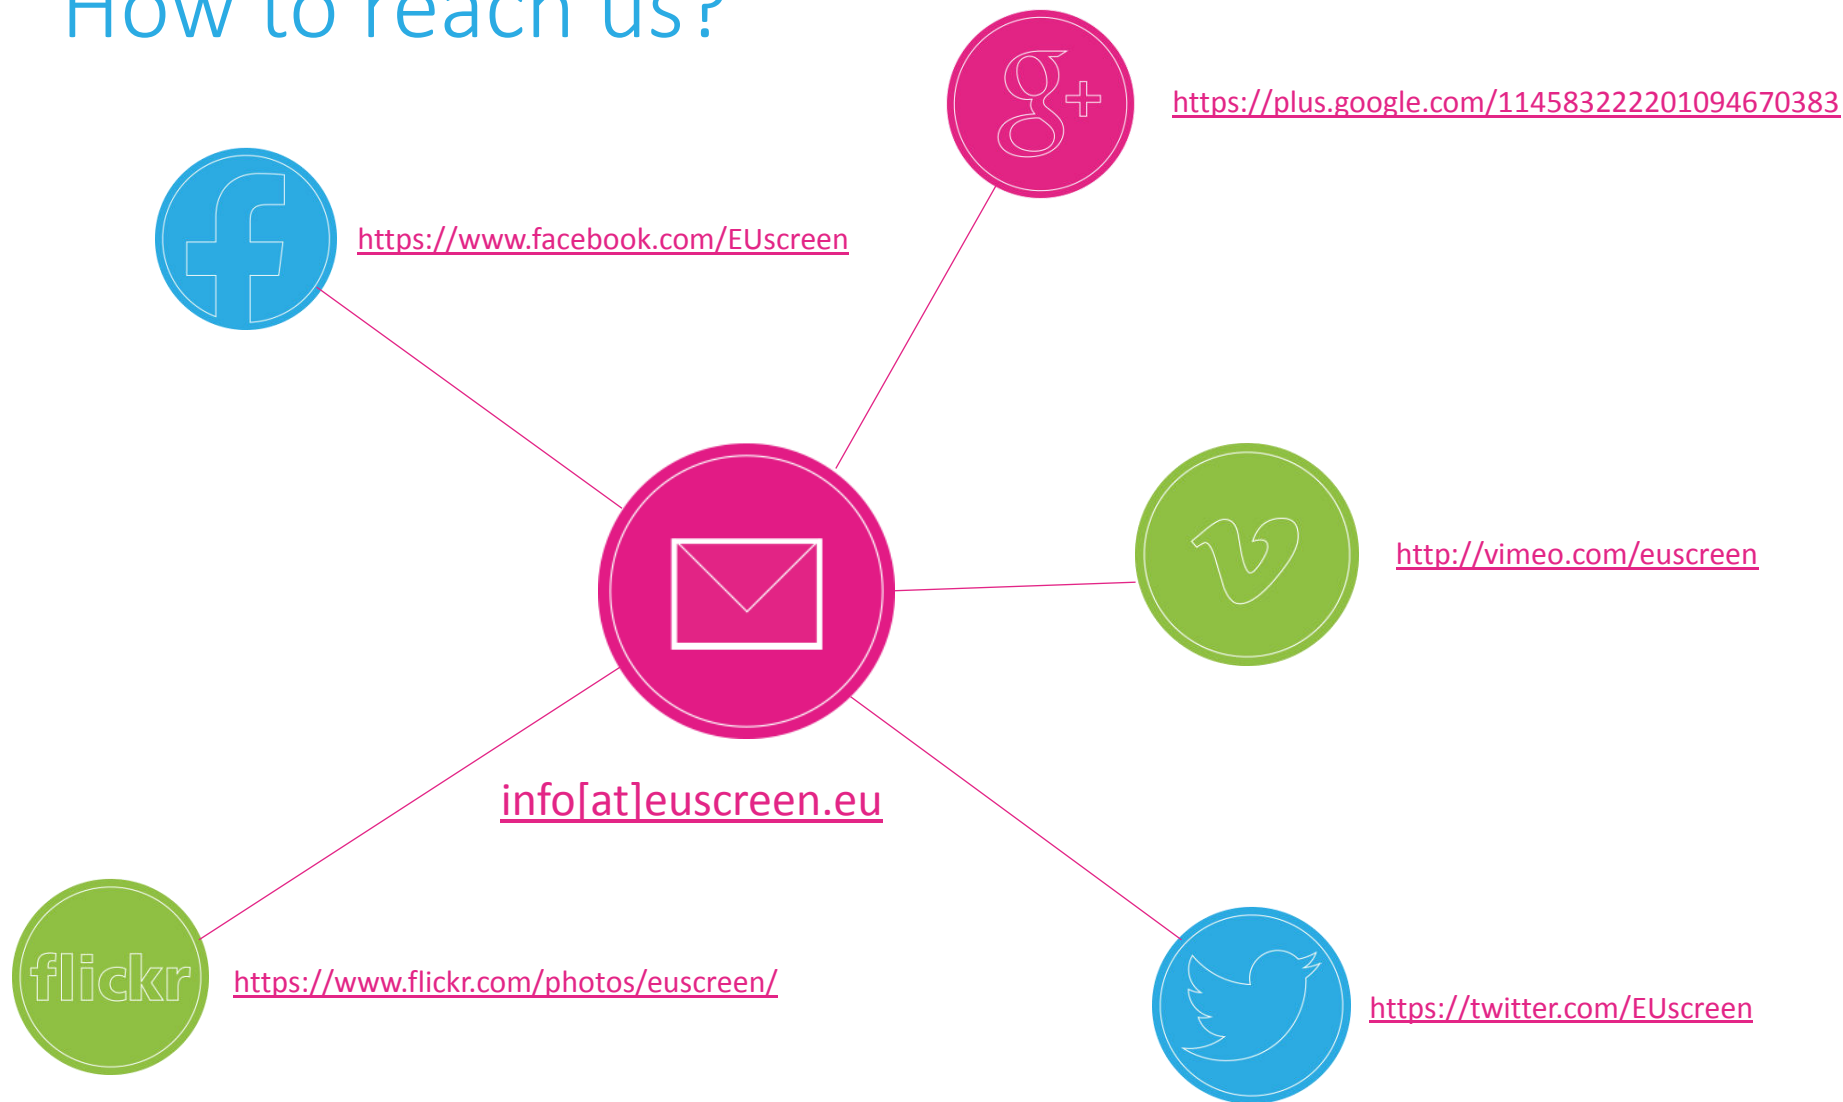 How to reach us?
g+
https://plus.google.com/114583222201094670383
f
https://www.facebook.com/EUscreen
v
http://vimeo.com/euscreen
info[at]euscreen.eu
flickr
https://www.flickr.com/photos/euscreen/
https://twitter.com/EUscreen